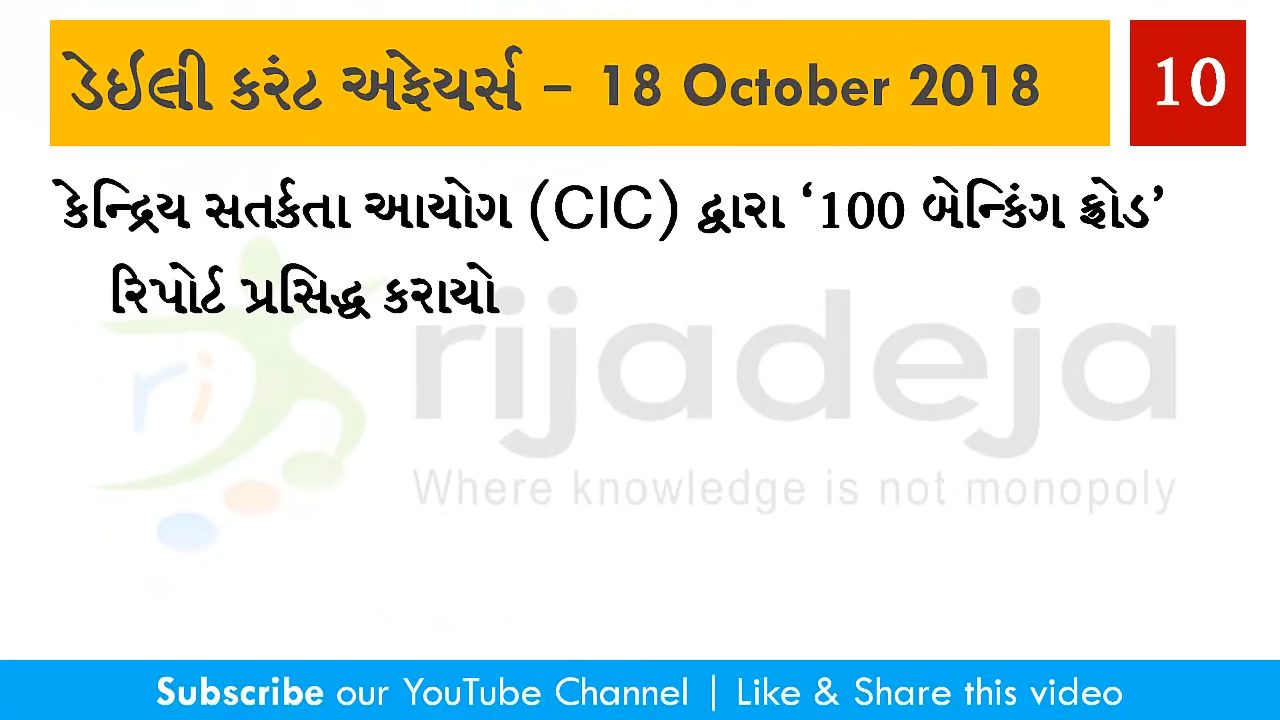 ડેઈલી કરંટ અફેયર્સ – 18 October 2018
10
કેન્દ્રિય સતર્કતા આયોગ (CIC) દ્વારા ‘100 બેન્કિંગ ફ્રોડ’
રિપોર્ટ પ્રસિદ્ધ કરાયો
ri
rijadeja
Where knowledge is not monopoly
Subscribe our YouTube Channel | Like & Share this video